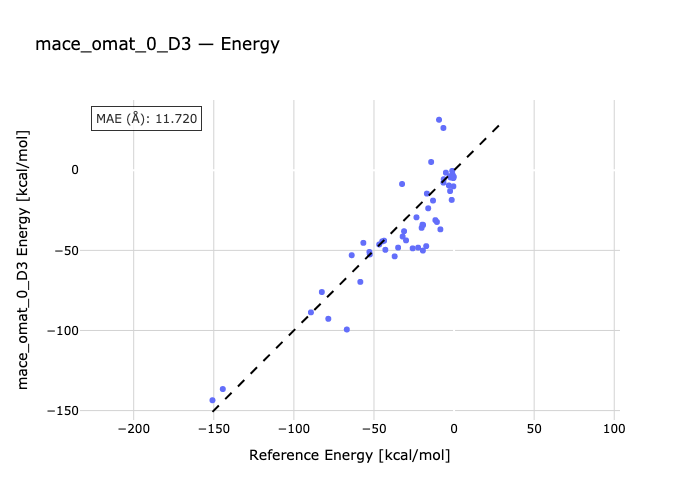 mace_omat_0_D3 — Energy
MAE (Å): 11.720
mace_omat_0_D3 Energy [kcal/mol]
0
−50
−100
−150
−200
−150
−100
−50
0
50
100
Reference Energy [kcal/mol]